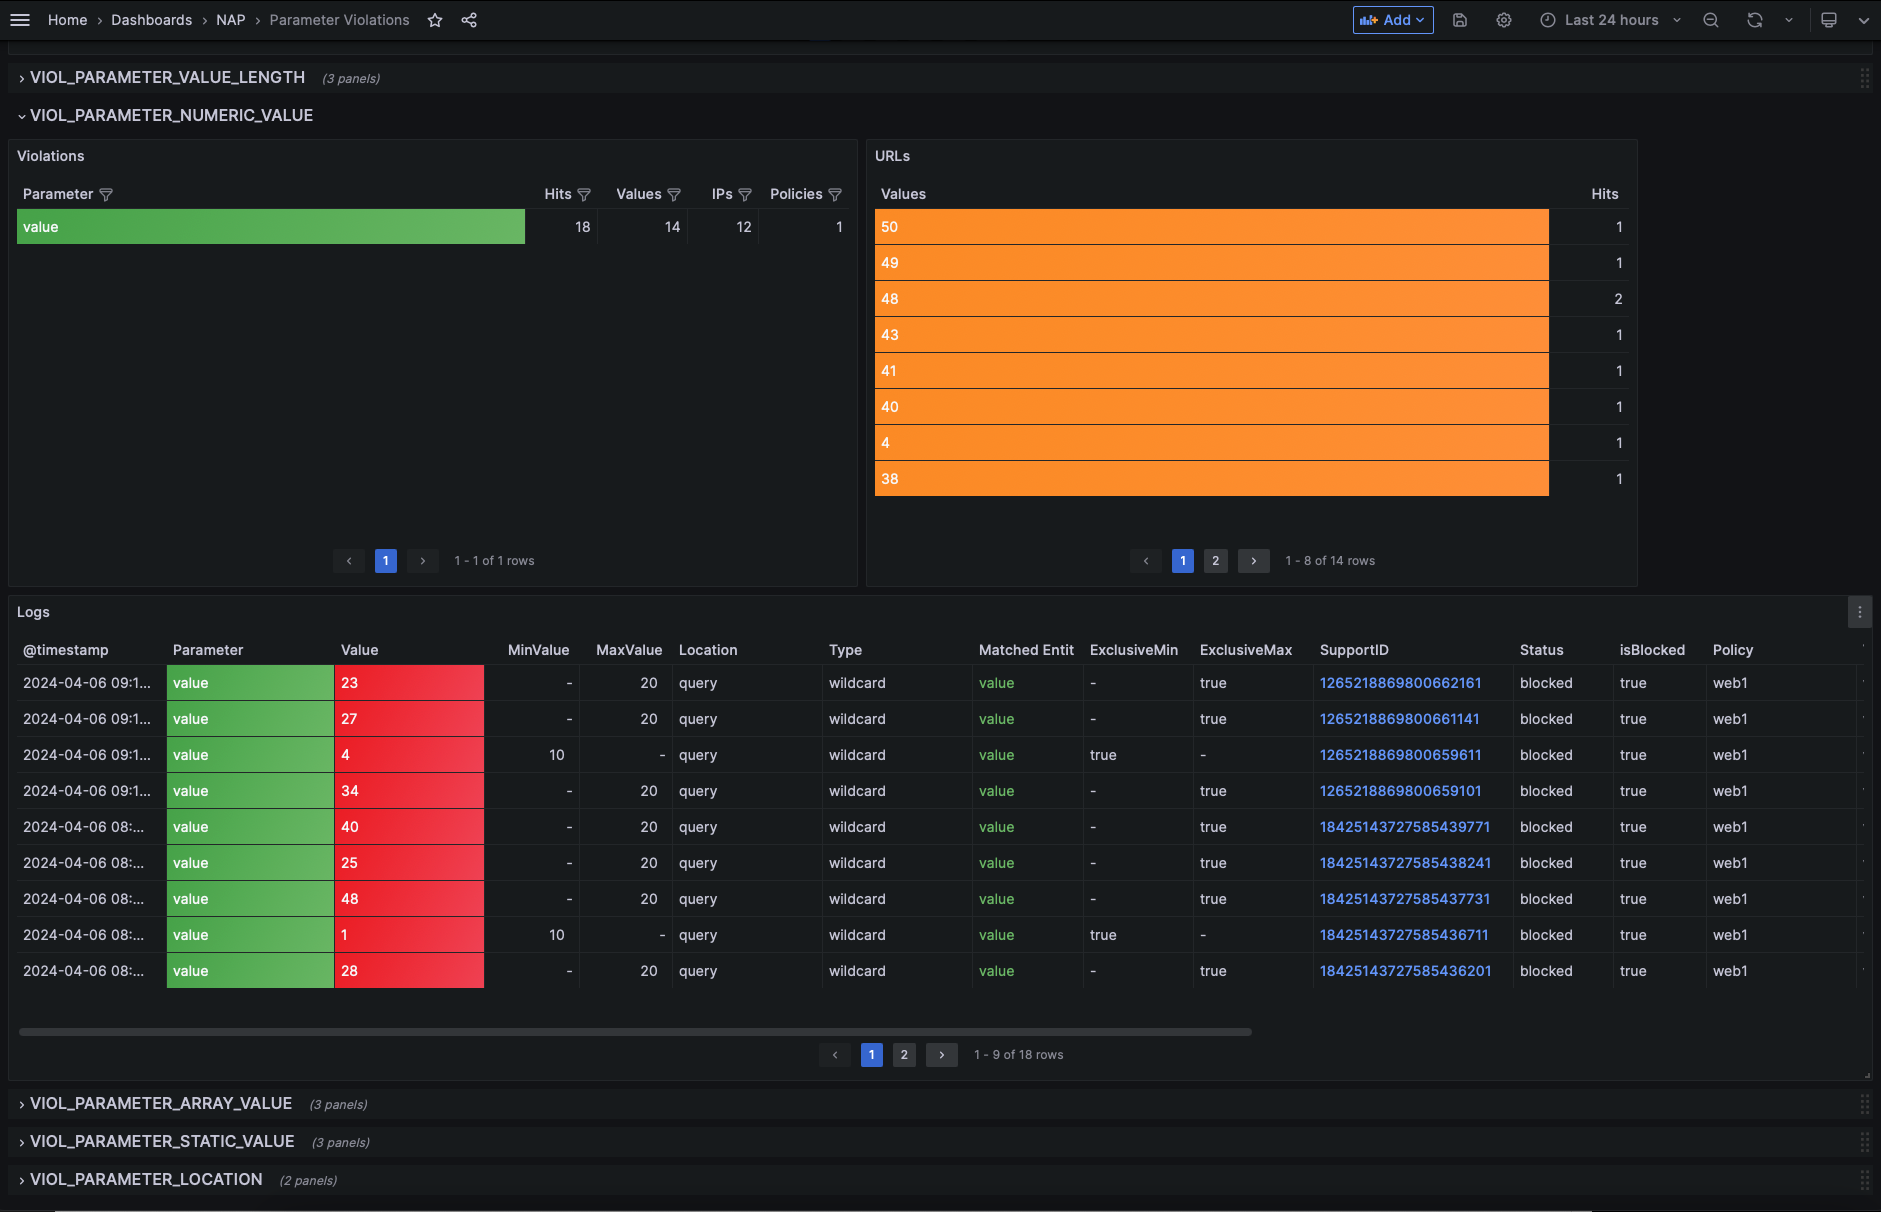 Home › Dashboards › NAP › Parameter Violations Add Last 24 hours
VIOL_PARAMETER_VALUE_LENGTH (3 panels)
VIOL_PARAMETER_NUMERIC_VALUE
Violations
Parameter Hits Values IPs Policies
value 18 14 12 1
‹ 1 › 1 - 1 of 1 rows
URLs
Values Hits
50 1
49 1
48 2
43 1
41 1
40 1
4 1
38 1
‹ 1 2 › 1 - 8 of 14 rows
Logs
@timestamp Parameter Value MinValue MaxValue Location Type Matched Entit ExclusiveMin ExclusiveMax SupportID Status isBlocked Policy
2024-04-06 09:1... value 23 - 20 query wildcard value - true 1265218869800662161 blocked true web1
2024-04-06 09:1... value 27 - 20 query wildcard value - true 1265218869800661141 blocked true web1
2024-04-06 09:1... value 4 10 - query wildcard value true - 1265218869800659611 blocked true web1
2024-04-06 09:1... value 34 - 20 query wildcard value - true 1265218869800659101 blocked true web1
2024-04-06 08:... value 40 - 20 query wildcard value - true 18425143727585439771 blocked true web1
2024-04-06 08:... value 25 - 20 query wildcard value - true 18425143727585438241 blocked true web1
2024-04-06 08:... value 48 - 20 query wildcard value - true 18425143727585437731 blocked true web1
2024-04-06 08:... value 1 10 - query wildcard value true - 18425143727585436711 blocked true web1
2024-04-06 08:... value 28 - 20 query wildcard value - true 18425143727585436201 blocked true web1
‹ 1 2 › 1 - 9 of 18 rows
VIOL_PARAMETER_ARRAY_VALUE (3 panels)
VIOL_PARAMETER_STATIC_VALUE (3 panels)
VIOL_PARAMETER_LOCATION (2 panels)